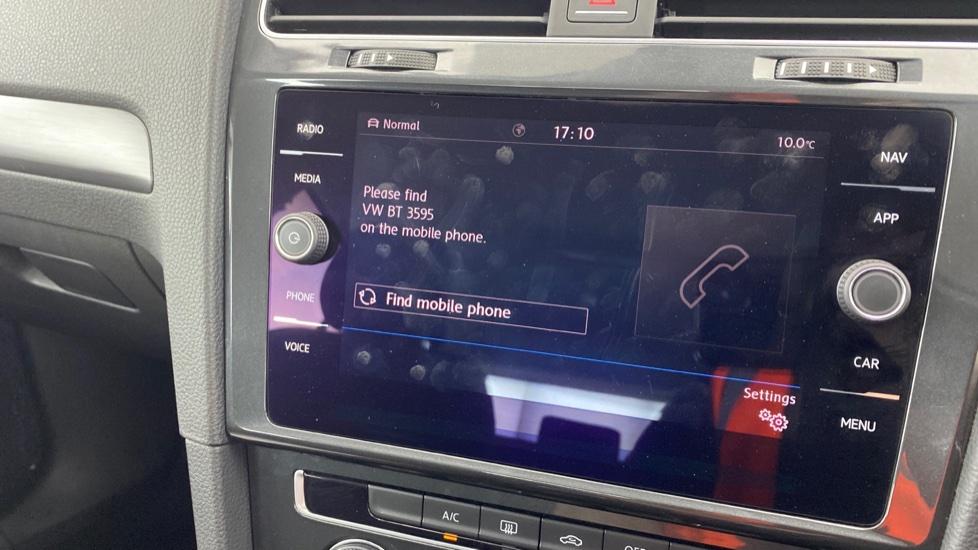 RADIO
MEDIA
PHONE
VOICE
Normal
17:10
10.0°C
Please find
VW BT 3595
on the mobile phone.
Find mobile phone
Settings
NAV
APP
CAR
MENU
A/C